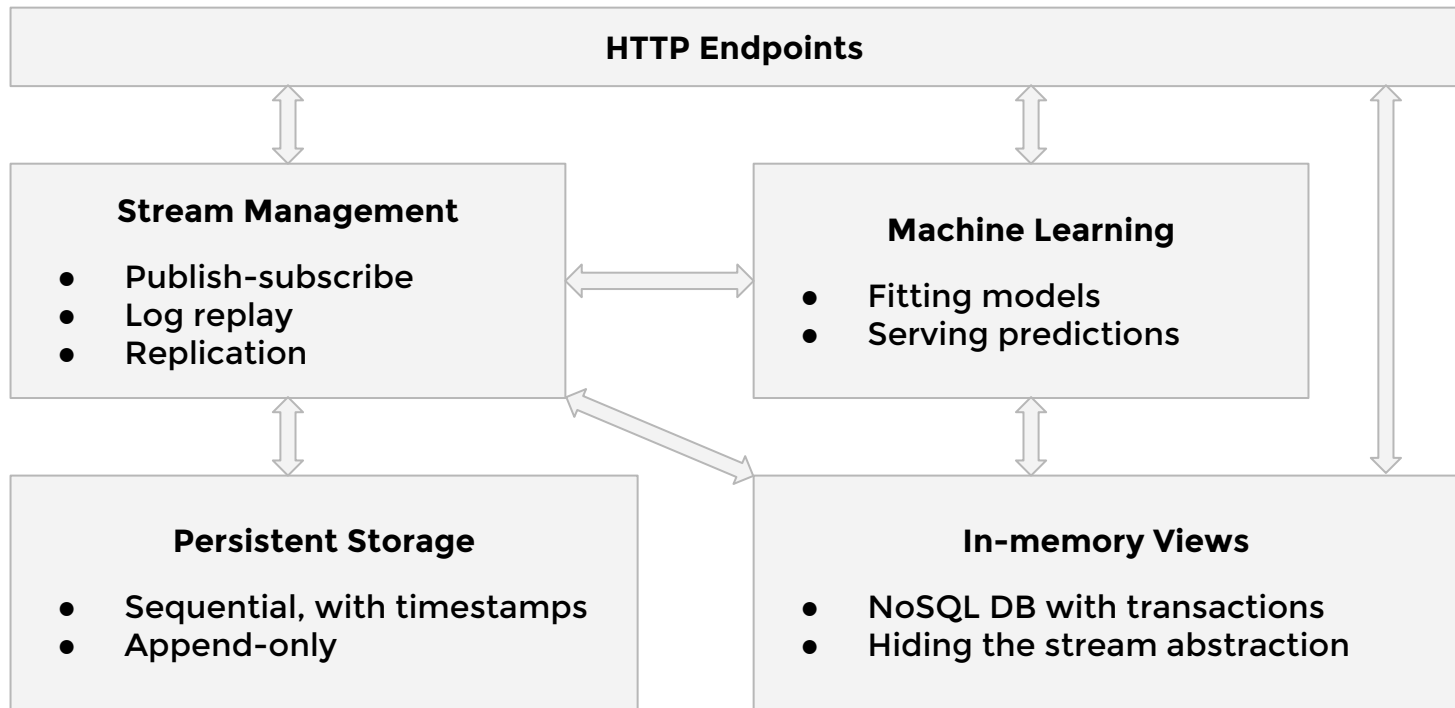 HTTP Endpoints
Stream Management
● Publish-subscribe
● Log replay
● Replication
Machine Learning
● Fitting models
● Serving predictions
Persistent Storage
● Sequential, with timestamps
● Append-only
In-memory Views
● NoSQL DB with transactions
● Hiding the stream abstraction